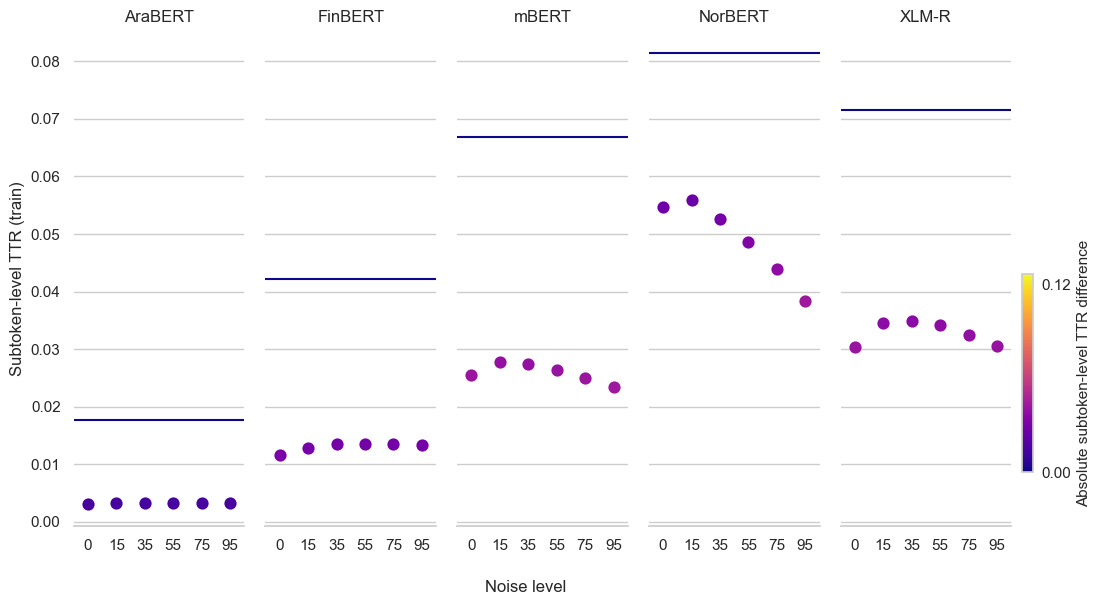 AraBERT FinBERT mBERT NorBERT XLM-R
Subtoken-level TTR (train)
0.08
0.07
0.06
0.05
0.04
0.03
0.02
0.01
0.00
0 15 35 55 75 95 0 15 35 55 75 95 0 15 35 55 75 95 0 15 35 55 75 95 0 15 35 55 75 95
Noise level
0.12
0.00
Absolute subtoken-level TTR difference